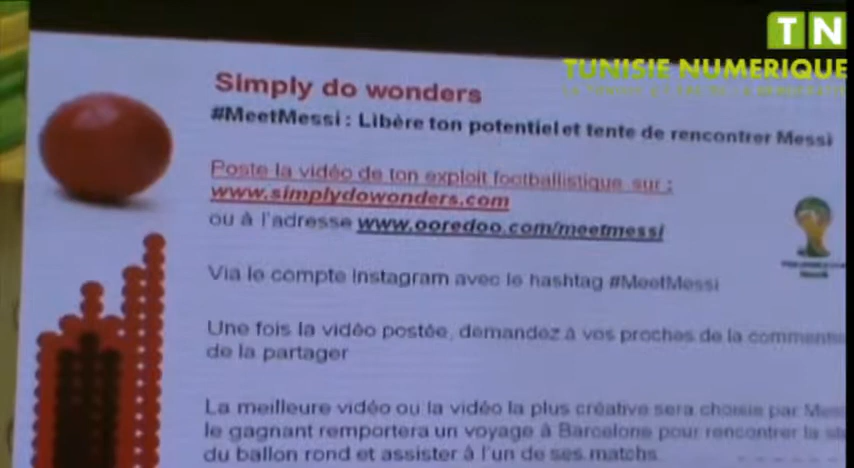 TN
TUNISIE NUMERIQUE
Simply do wonders
#MeetMessi : Libère ton potentiel et tente de rencontrer Messi
Poste la vidéo de ton exploit footballistique sur :
www.simplydowonders.com
ou à l'adresse www.ooredoo.com/meetmessi
Via le compte Instagram avec le hashtag #MeetMessi
Une fois la vidéo postée, demandez à vos proches de la
de la partager
La meilleure vidéo ou la vidéo la plus créative sera choisie par
le gagnant remportera un voyage à Barcelone pour rencontrer la
du ballon rond et assister à l'un de ses matchs